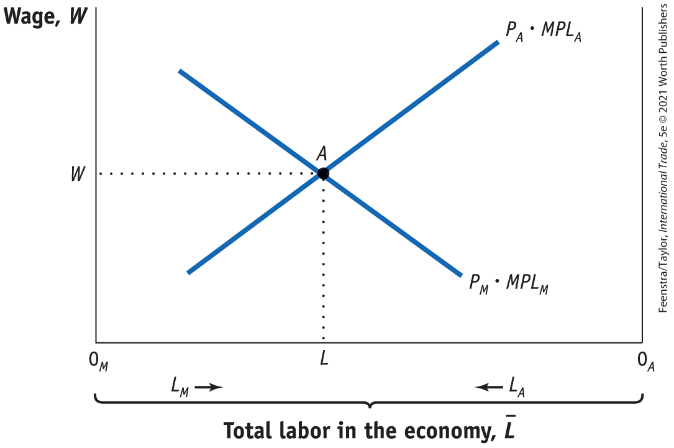 Wage, W
P_A · MPL_A
A
W
P_M · MPL_M
0_M
L
0_A
L_M →
← L_A
Total labor in the economy, L̅
Feenstra/Taylor, International Trade, 5e © 2021 Worth Publishers